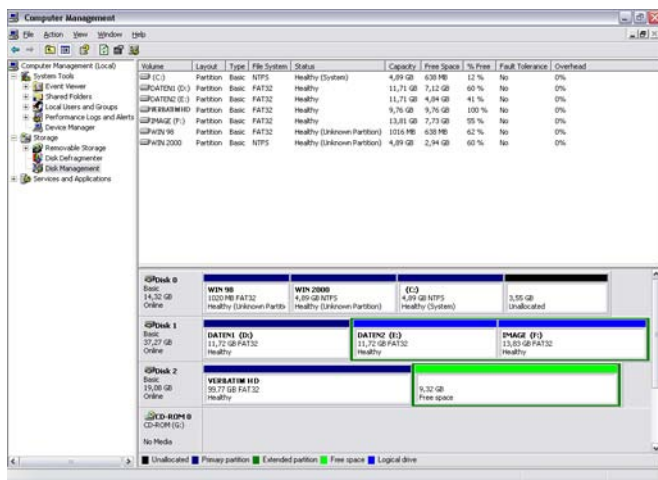 Computer Management
File Action View Window Help
Computer Management (Local)
System Tools
Event Viewer
Shared Folders
Local Users and Groups
Performance Logs and Alerts
Device Manager
Storage
Removable Storage
Disk Defragmenter
Disk Management
Services and Applications
Volume Layout Type File System Status Capacity Free Space % Free Fault Tolerance Overhead
(C:) Partition Basic NTFS Healthy (System) 4,89 GB 638 MB 12 % No 0%
DATEN1 (D:) Partition Basic FAT32 Healthy 11,71 GB 7,12 GB 60 % No 0%
DATEN2 (E:) Partition Basic FAT32 Healthy 11,71 GB 4,84 GB 41 % No 0%
VERBATIM HD Partition Basic FAT32 Healthy 9,76 GB 9,76 GB 100 % No 0%
IMAGE (F:) Partition Basic FAT32 Healthy 13,81 GB 7,73 GB 55 % No 0%
WIN 98 Partition Basic FAT32 Healthy (Unknown Partition) 1016 MB 638 MB 62 % No 0%
WIN 2000 Partition Basic NTFS Healthy (Unknown Partition) 4,89 GB 2,94 GB 60 % No 0%
Disk 0
Basic
14,32 GB
Online
WIN 98
1020 MB FAT32
Healthy (Unknown Partiti
WIN 2000
4,89 GB NTFS
Healthy (Unknown Partition)
(C:)
4,89 GB NTFS
Healthy (System)
3,55 GB
Unallocated
Disk 1
Basic
37,27 GB
Online
DATEN1 (D:)
11,72 GB FAT32
Healthy
DATEN2 (E:)
11,72 GB FAT32
Healthy
IMAGE (F:)
13,83 GB FAT32
Healthy
Disk 2
Basic
19,08 GB
Online
VERBATIM HD
GB FAT32
Healthy
9,32 GB
Free space
CD-ROM 0
CD-ROM (G:)
No Media
Unallocated Primary partition Extended partition Free space Logical drive